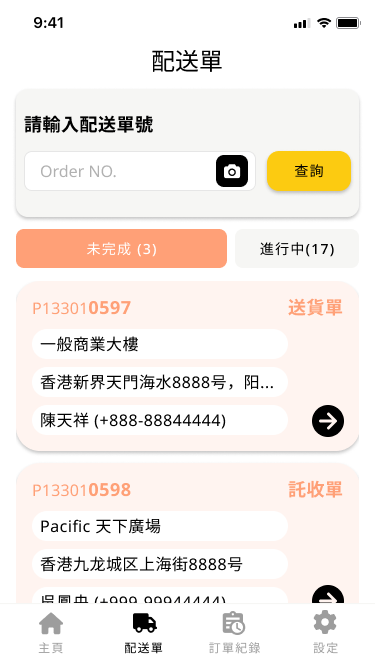 9:41
配送單
請輸入配送單號
Order NO.
查詢
未完成 (3)
進行中(17)
P133010597
送貨單
一般商業大樓
香港新界天門海水8888号，阳...
陳天祥 (+888-88844444)
P133010598
託收單
Pacific 天下廣場
香港九龙城区上海街8888号
吳鳳央 (+999-99944444)
主頁
配送單
訂單紀錄
設定